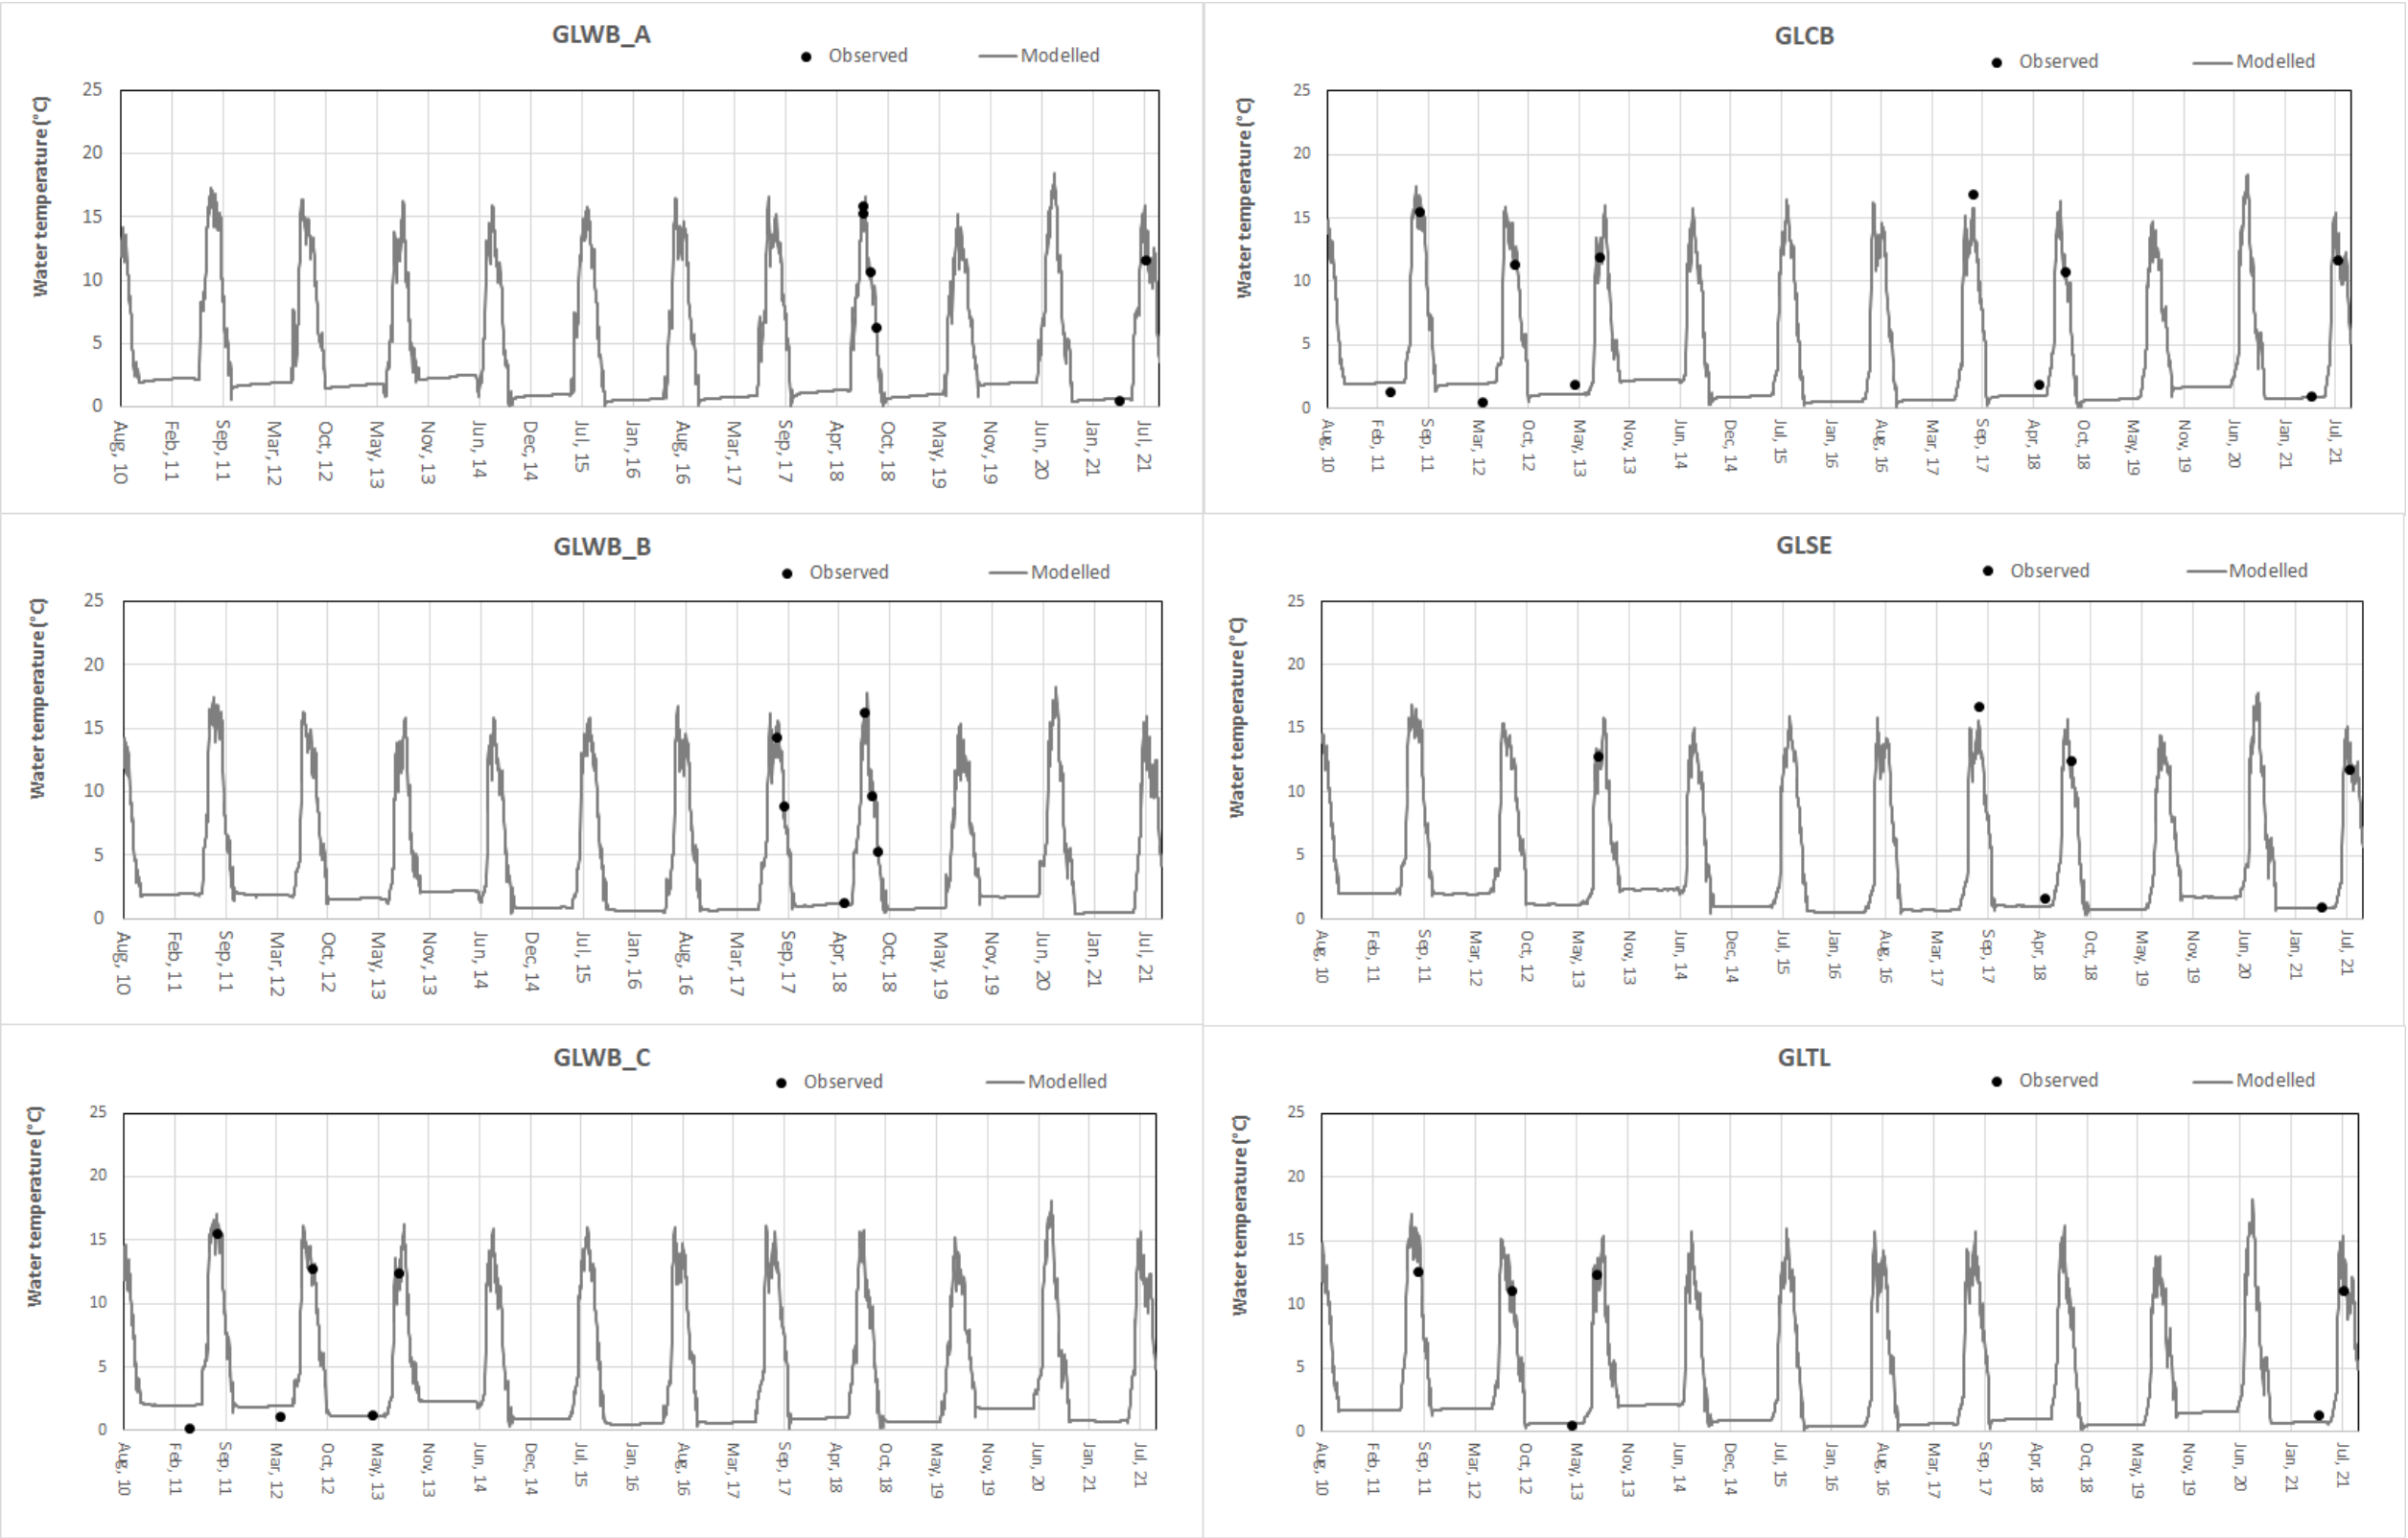 GLWB_A
Observed Modelled
Water temperature (°C)
25
20
15
10
5
0
Aug, 10 Feb, 11 Sep, 11 Mar, 12 Oct, 12 May, 13 Nov, 13 Jun, 14 Dec, 14 Jul, 15 Jan, 16 Aug, 16 Mar, 17 Sep, 17 Apr, 18 Oct, 18 May, 19 Nov, 19 Jun, 20 Jan, 21 Jul, 21
GLCB
Observed Modelled
Water temperature (°C)
25
20
15
10
5
0
Aug, 10 Feb, 11 Sep, 11 Mar, 12 Oct, 12 May, 13 Nov, 13 Jun, 14 Dec, 14 Jul, 15 Jan, 16 Aug, 16 Mar, 17 Sep, 17 Apr, 18 Oct, 18 May, 19 Nov, 19 Jun, 20 Jan, 21 Jul, 21
GLWB_B
Observed Modelled
Water temperature (°C)
25
20
15
10
5
0
Aug, 10 Feb, 11 Sep, 11 Mar, 12 Oct, 12 May, 13 Nov, 13 Jun, 14 Dec, 14 Jul, 15 Jan, 16 Aug, 16 Mar, 17 Sep, 17 Apr, 18 Oct, 18 May, 19 Nov, 19 Jun, 20 Jan, 21 Jul, 21
GLSE
Observed Modelled
Water temperature (°C)
25
20
15
10
5
0
Aug, 10 Feb, 11 Sep, 11 Mar, 12 Oct, 12 May, 13 Nov, 13 Jun, 14 Dec, 14 Jul, 15 Jan, 16 Aug, 16 Mar, 17 Sep, 17 Apr, 18 Oct, 18 May, 19 Nov, 19 Jun, 20 Jan, 21 Jul, 21
GLWB_C
Observed Modelled
Water temperature (°C)
25
20
15
10
5
0
Aug, 10 Feb, 11 Sep, 11 Mar, 12 Oct, 12 May, 13 Nov, 13 Jun, 14 Dec, 14 Jul, 15 Jan, 16 Aug, 16 Mar, 17 Sep, 17 Apr, 18 Oct, 18 May, 19 Nov, 19 Jun, 20 Jan, 21 Jul, 21
GLTL
Observed Modelled
Water temperature (°C)
25
20
15
10
5
0
Aug, 10 Feb, 11 Sep, 11 Mar, 12 Oct, 12 May, 13 Nov, 13 Jun, 14 Dec, 14 Jul, 15 Jan, 16 Aug, 16 Mar, 17 Sep, 17 Apr, 18 Oct, 18 May, 19 Nov, 19 Jun, 20 Jan, 21 Jul, 21